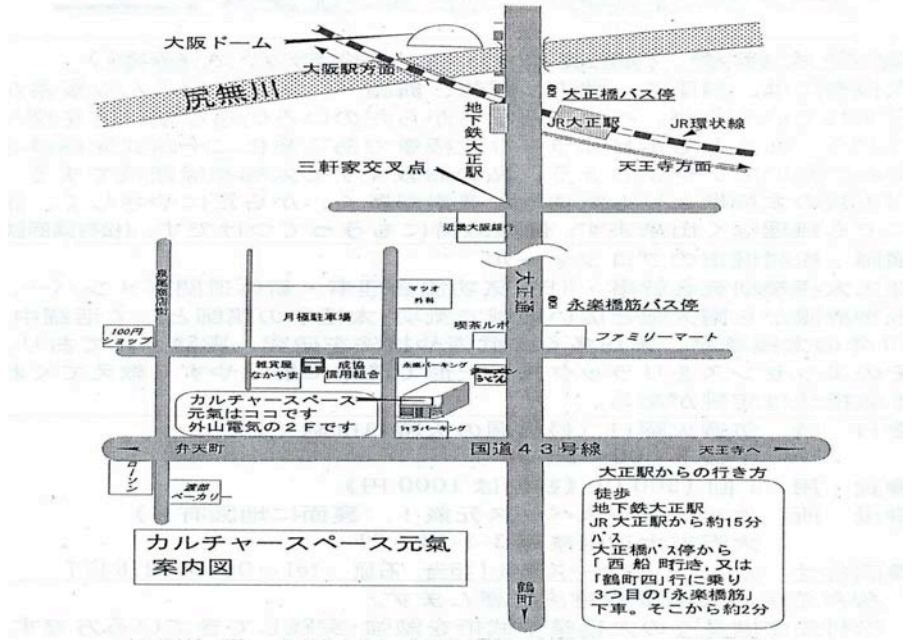 大阪ドーム
大阪駅方面
尻無川
地下鉄大正駅
大正橋バス停
JR大正駅
JR環状線
天王寺方面
三軒家交叉点
近畿大阪銀行
大正通
永楽橋筋バス停
泉尾商店街
マツオ
外科
月極駐車場
喫茶ルポ
ファミリーマート
100円
ショップ
雑貨屋
なかやま
成協
信用組合
永楽パーキング
カルチャースペース
元氣はココです
外山電気の2Fです
パーキング
弁天町
国道43号線
天王寺へ
ローソン
渡部
ベーカリー
カルチャースペース元氣
案内図
鶴町
大正駅からの行き方
徒歩
地下鉄大正駅
JR大正駅から約15分
バス
大正橋バス停から
「西船町行き,又は
「鶴町四」行に乗り
3つ目の「永楽橋筋」
下車。そこから約2分